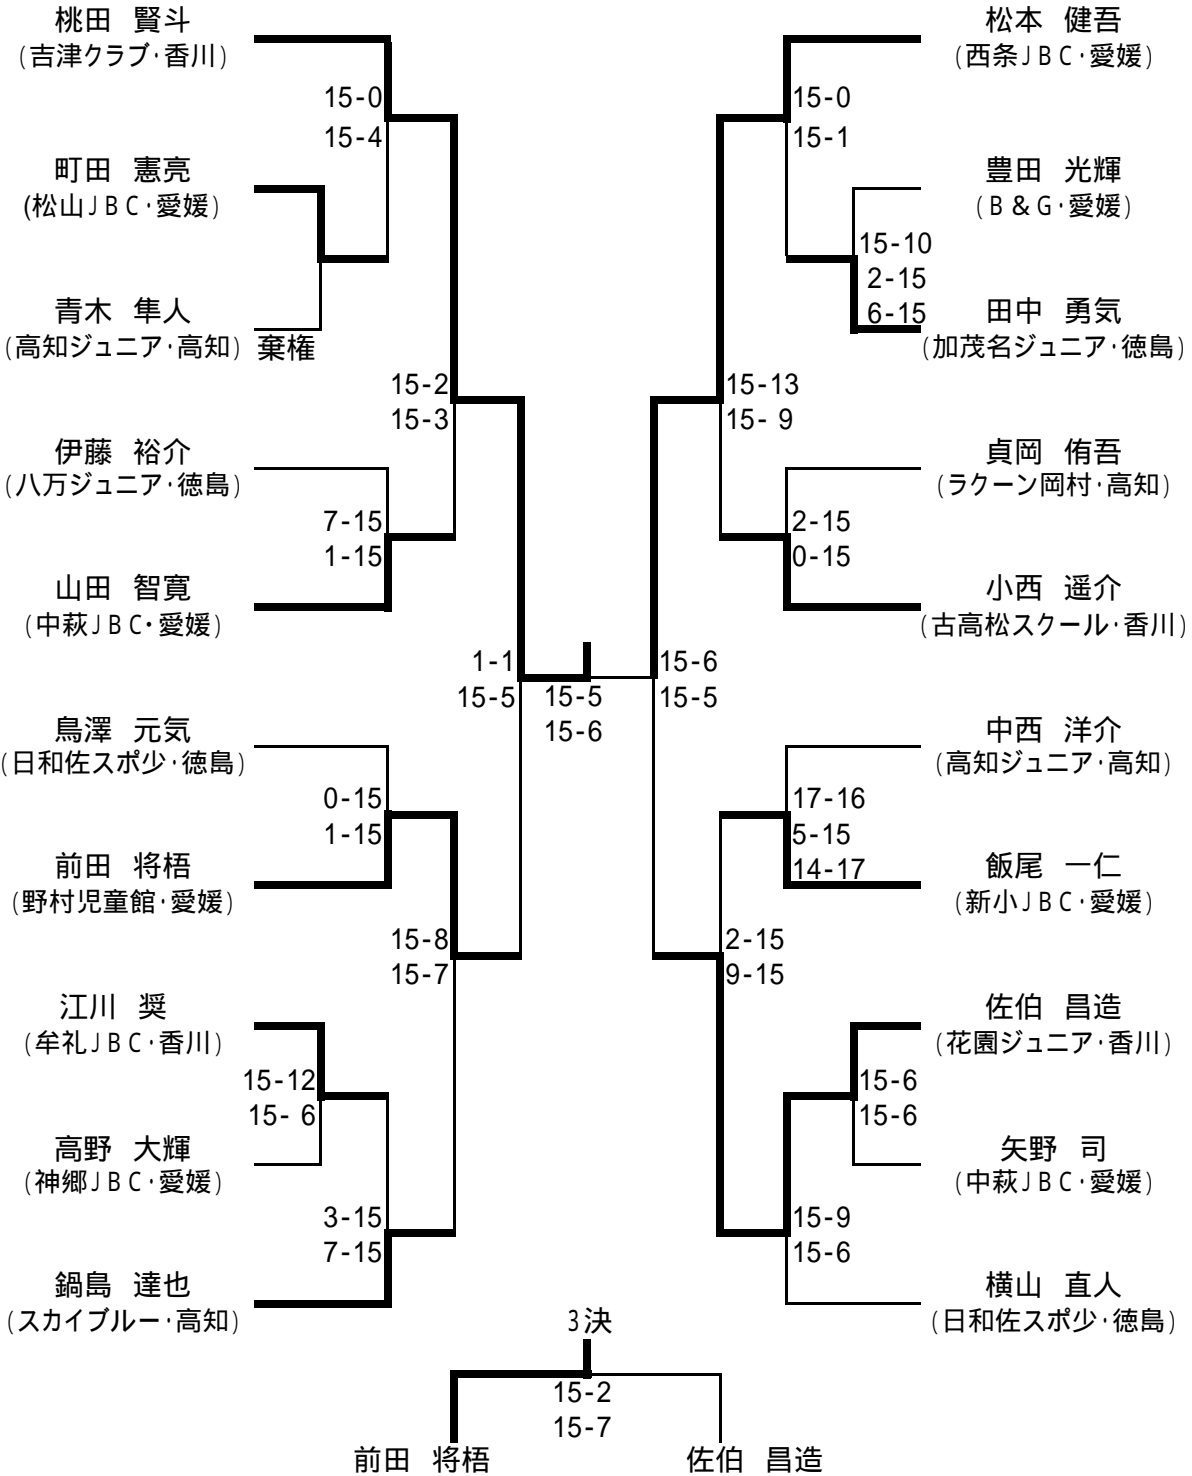 桃田 賢斗
(吉津クラブ・香川)
15-0
15-4
町田 憲亮
(松山JBC・愛媛)
青木 隼人
(高知ジュニア・高知) 棄権
15-2
15-3
伊藤 裕介
(八万ジュニア・徳島)
7-15
1-15
山田 智寛
(中萩JBC・愛媛)
1-1
15-5
鳥澤 元気
(日和佐スポ少・徳島)
0-15
1-15
前田 将梧
(野村児童館・愛媛)
15-8
15-7
江川 奨
(牟礼JBC・香川)
15-12
15- 6
高野 大輝
(神郷JBC・愛媛)
3-15
7-15
鍋島 達也
(スカイブルー・高知)
15-5
15-6
松本 健吾
(西条JBC・愛媛)
15-0
15-1
豊田 光輝
(B&G・愛媛)
15-10
2-15
6-15
田中 勇気
(加茂名ジュニア・徳島)
15-13
15- 9
貞岡 侑吾
(ラクーン岡村・高知)
2-15
0-15
小西 遥介
(古高松スクール・香川)
15-6
15-5
中西 洋介
(高知ジュニア・高知)
17-16
5-15
14-17
飯尾 一仁
(新小JBC・愛媛)
2-15
9-15
佐伯 昌造
(花園ジュニア・香川)
15-6
15-6
矢野 司
(中萩JBC・愛媛)
15-9
15-6
横山 直人
(日和佐スポ少・徳島)
3決
15-2
15-7
前田 将梧
佐伯 昌造